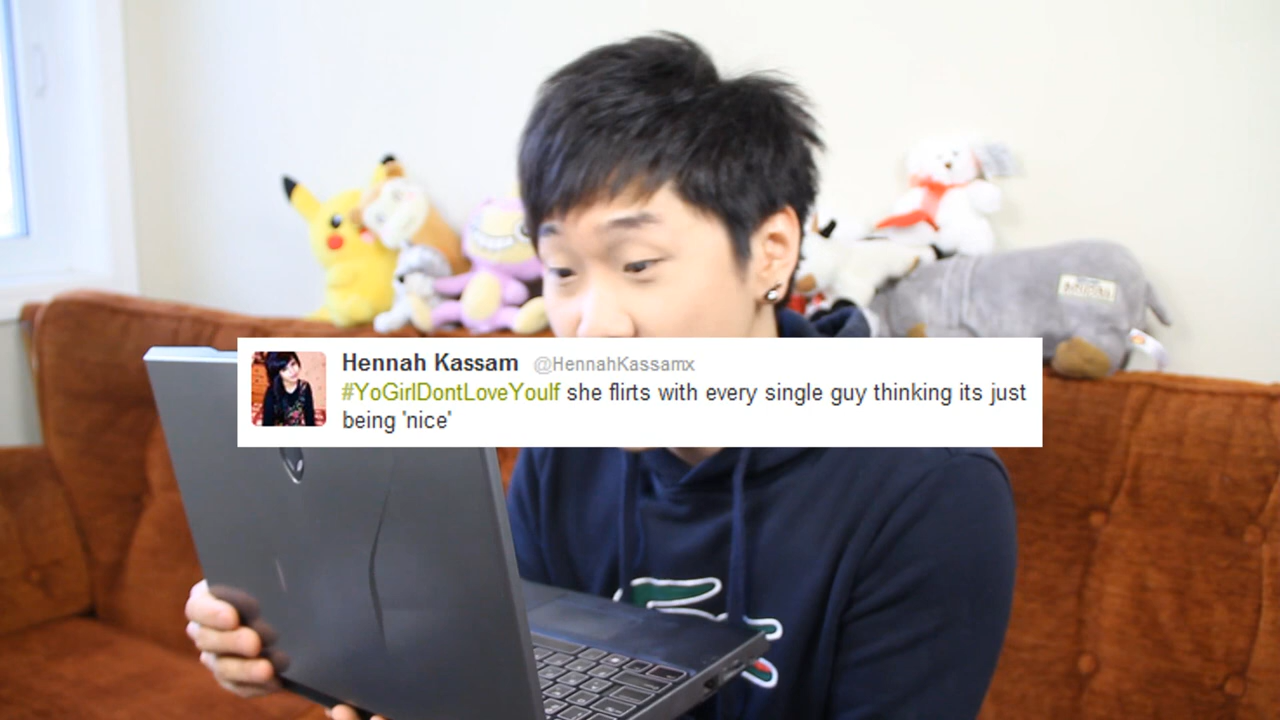 Hennah Kassam @HennahKassamx
#YoGirlDontLoveYouIf she flirts with every single guy thinking its just
being 'nice'